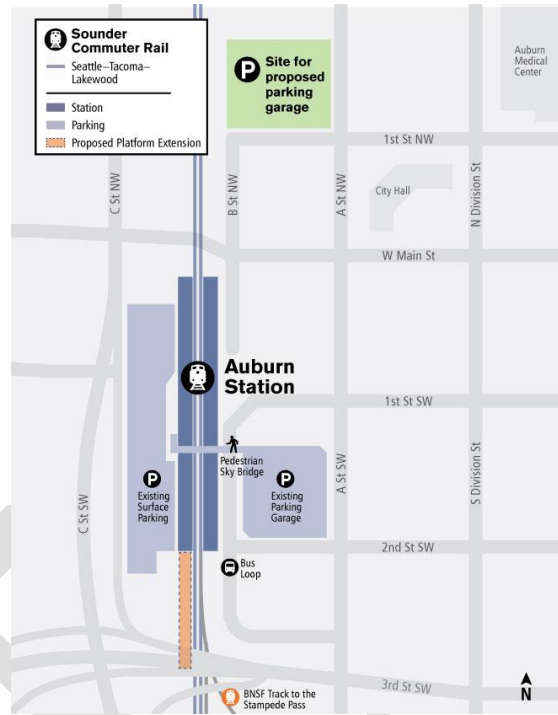 Sounder
Commuter Rail
Seattle–Tacoma–
Lakewood
Station
Parking
Proposed Platform Extension
P
Site for
proposed
parking
garage
Auburn
Medical
Center
1st St NW
C St NW
B St NW
A St NW
City Hall
N Division St
W Main St
Auburn
Station
1st St SW
Pedestrian
Sky Bridge
P
Existing
Surface
Parking
P
Existing
Parking
Garage
A St SW
S Division St
C St SW
2nd St SW
Bus
Loop
3rd St SW
BNSF Track to the
Stampede Pass
N